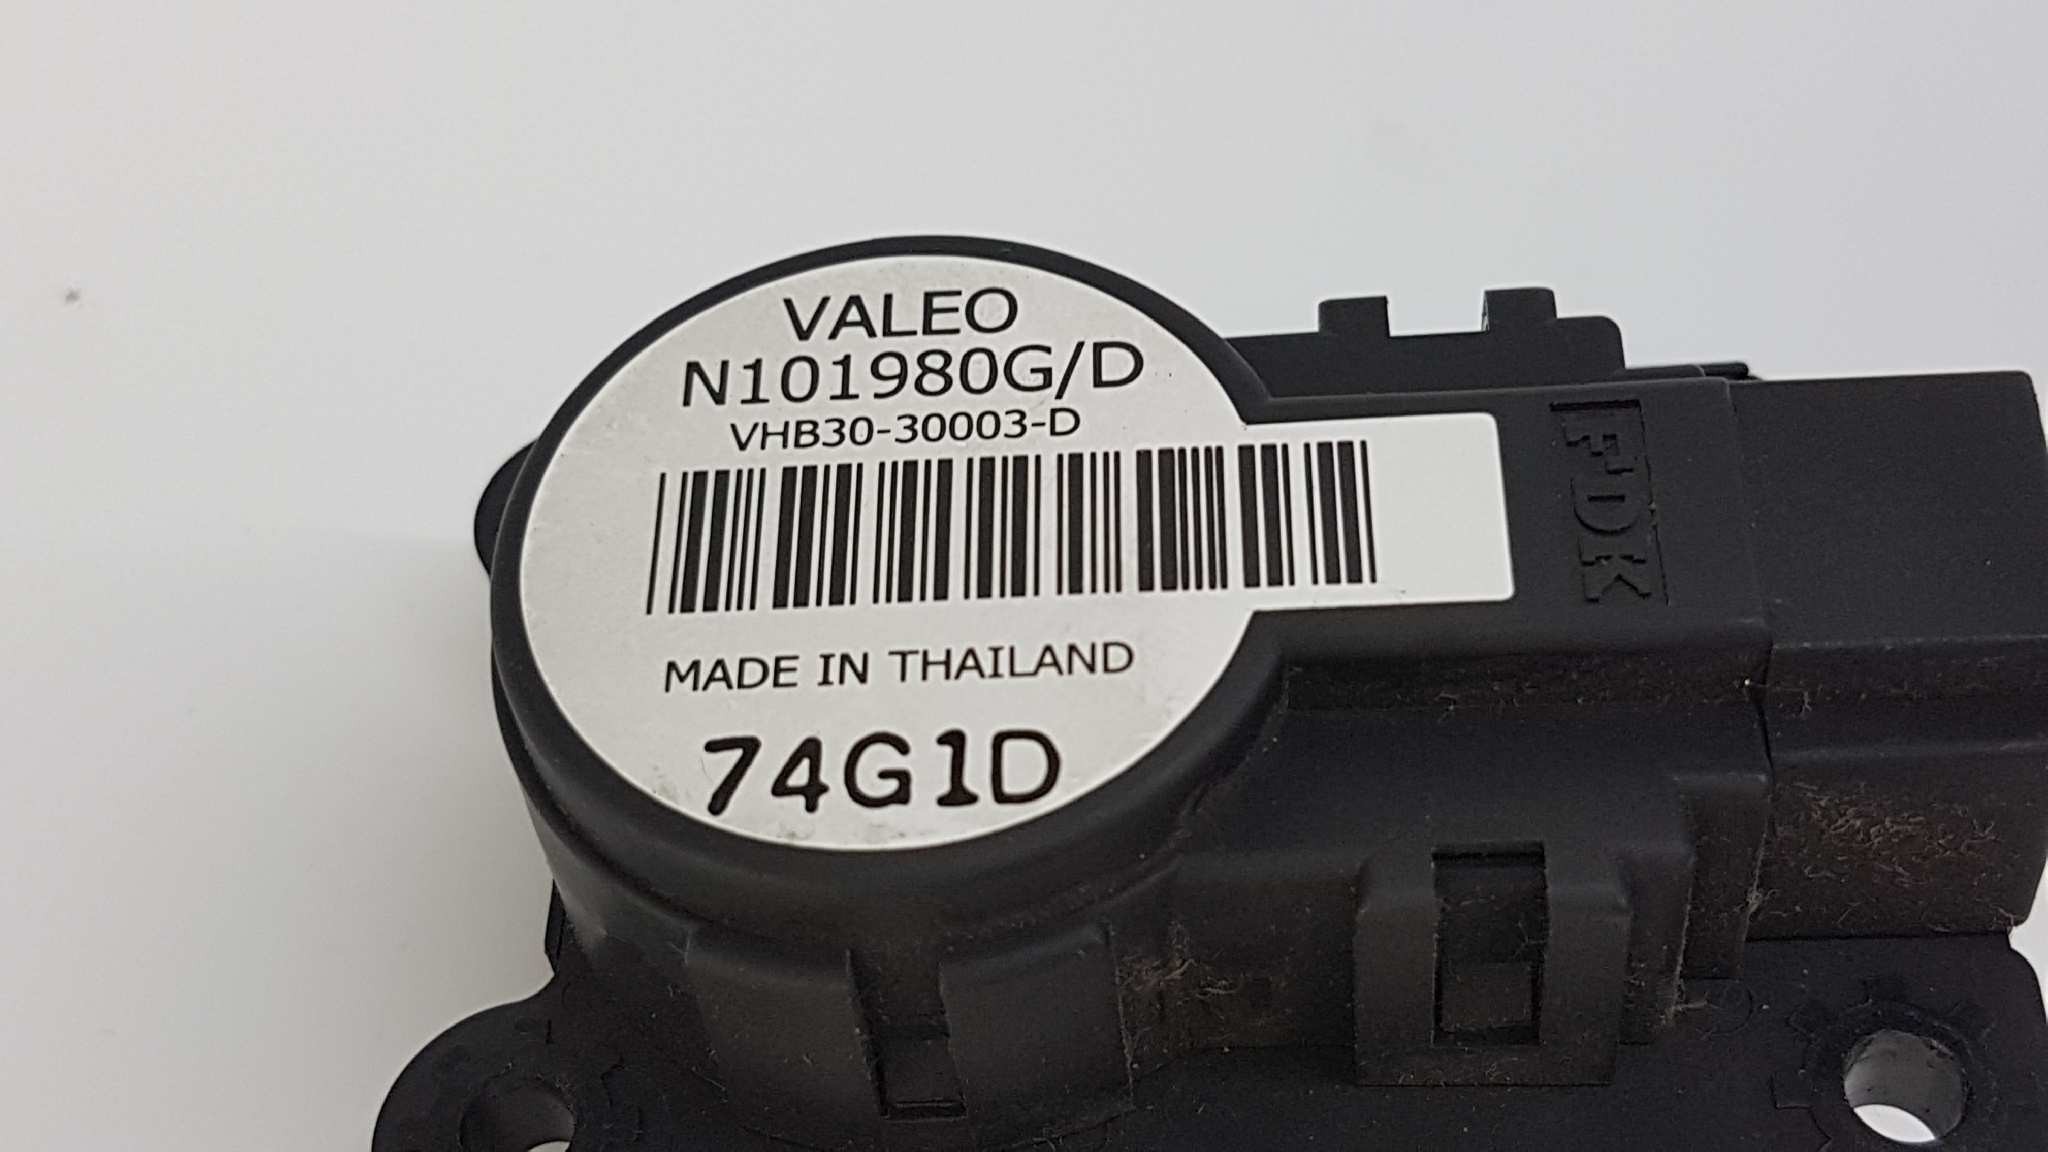 VALEO
N101980G/D
VHB30-30003-D
MADE IN THAILAND
74G1D
FDK